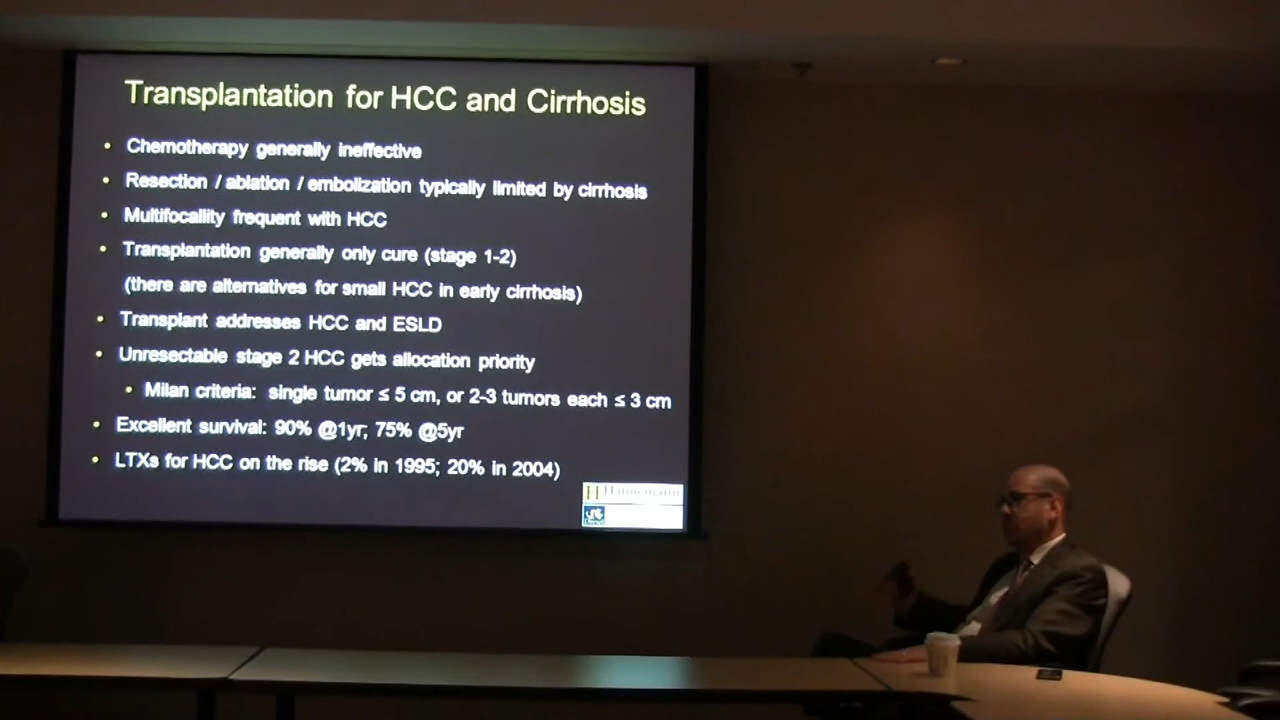 Transplantation for HCC and Cirrhosis
• Chemotherapy generally ineffective
• Resection / ablation / embolization typically limited by cirrhosis
• Multifocallity frequent with HCC
• Transplantation generally only cure (stage 1-2)
(there are alternatives for small HCC in early cirrhosis)
• Transplant addresses HCC and ESLD
• Unresectable stage 2 HCC gets allocation priority
• Milan criteria: single tumor ≤ 5 cm, or 2-3 tumors each ≤ 3 cm
• Excellent survival: 90% @1yr; 75% @5yr
• LTXs for HCC on the rise (2% in 1995; 20% in 2004)
H Hahnemann